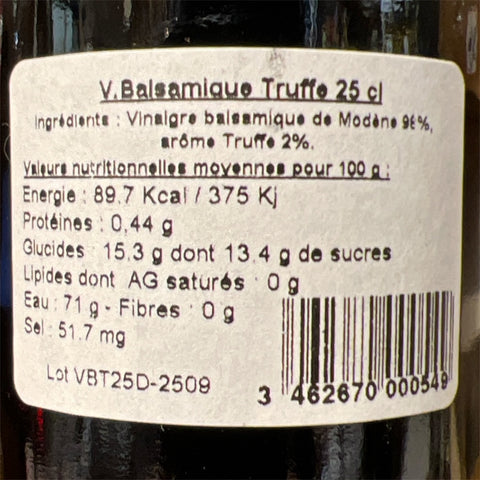 V.Balsamique Truffe 25 cl
Ingrédients : Vinaigre balsamique de Modène 98%,
arôme Truffe 2%.
Valeurs nutritionnelles moyennes pour 100 g :
Energie : 89.7 Kcal / 375 Kj
Protéines : 0,44 g
Glucides : 15.3 g dont 13.4 g de sucres
Lipides dont AG saturés : 0 g
Eau : 71 g - Fibres : 0 g
Sel : 51.7 mg
Lot VBT25D-2509
3 462670 000549